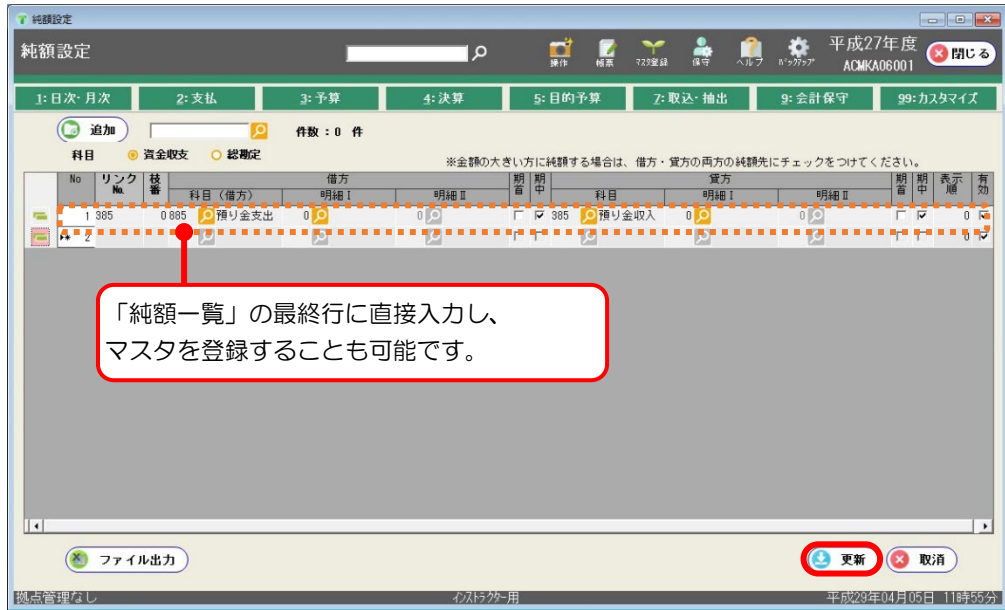 純額設定
純額設定
操作 帳票 マスタ登録 保守 ヘルプ バックアップ 平成27年度 ACMKA06001 閉じる
1:日次・月次 2:支払 3:予算 4:決算 5:目的予算 7:取込・抽出 9:会計保守 99:カスタマイズ
追加 件数:0 件
科目 資金収支 総勘定 ※金額の大きい方に純額する場合は、借方・貸方の両方の純額先にチェックをつけてください。
No リンクNo. 枝番 借方 期首 期中 貸方 期首 期中 表示順 有効
科目(借方) 明細Ⅰ 明細Ⅱ 科目 明細Ⅰ 明細Ⅱ
1 385 0 885 預り金支出 0 0 385 預り金収入 0 0 0
2 0
「純額一覧」の最終行に直接入力し、
マスタを登録することも可能です。
ファイル出力 更新 取消
拠点管理なし インストラクター用 平成29年04月05日 11時55分